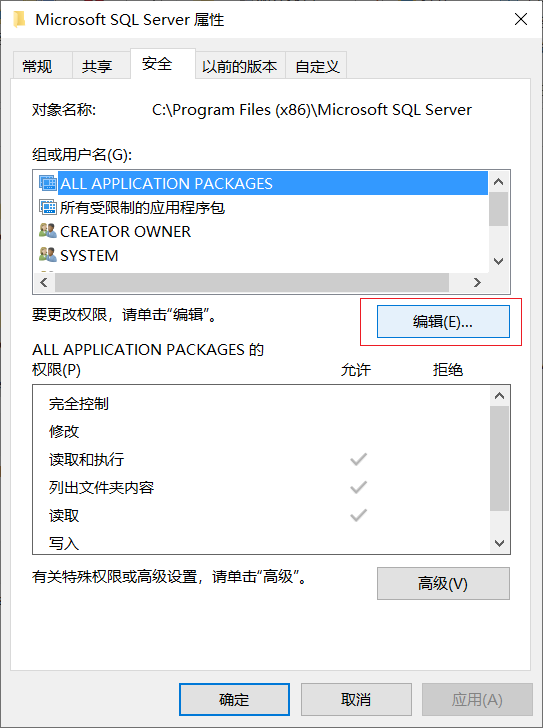 Microsoft SQL Server 属性
常规 共享 安全 以前的版本 自定义
对象名称: C:\Program Files (x86)\Microsoft SQL Server
组或用户名(G):
ALL APPLICATION PACKAGES
所有受限制的应用程序包
CREATOR OWNER
SYSTEM
要更改权限，请单击“编辑”。
编辑(E)...
ALL APPLICATION PACKAGES 的
权限(P) 允许 拒绝
完全控制
修改
读取和执行
列出文件夹内容
读取
写入
有关特殊权限或高级设置，请单击“高级”。
高级(V)
确定 取消 应用(A)